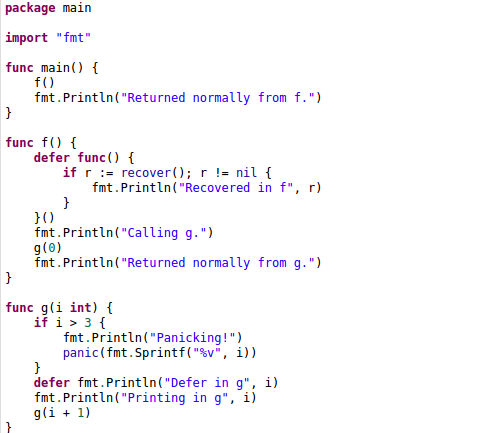 package main

import "fmt"

func main() {
    f()
    fmt.Println("Returned normally from f.")
}

func f() {
    defer func() {
        if r := recover(); r != nil {
            fmt.Println("Recovered in f", r)
        }
    }()
    fmt.Println("Calling g.")
    g(0)
    fmt.Println("Returned normally from g.")
}

func g(i int) {
    if i > 3 {
        fmt.Println("Panicking!")
        panic(fmt.Sprintf("%v", i))
    }
    defer fmt.Println("Defer in g", i)
    fmt.Println("Printing in g", i)
    g(i + 1)
}